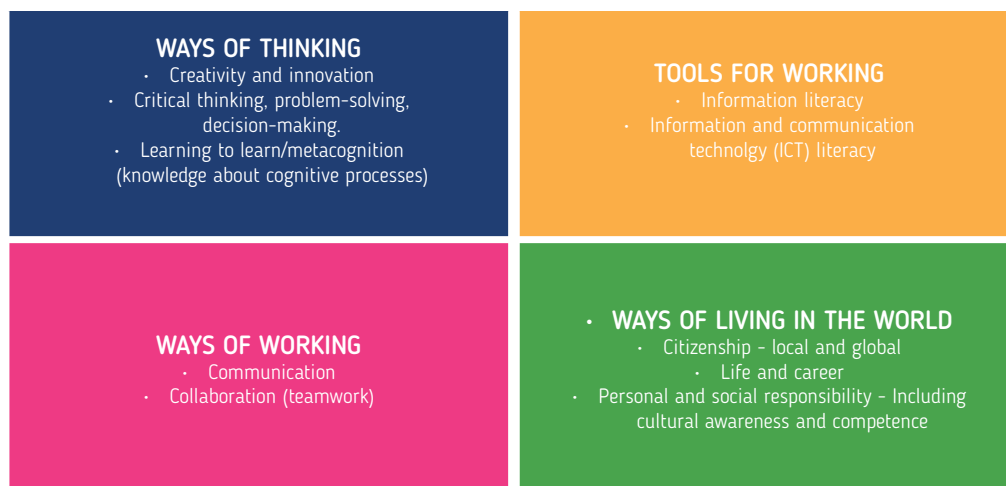 WAYS OF THINKING
· Creativity and innovation
· Critical thinking, problem-solving,
decision-making.
· Learning to learn/metacognition
(knowledge about cognitive processes)
TOOLS FOR WORKING
· Information literacy
· Information and communication
technolgy (ICT) literacy
WAYS OF WORKING
· Communication
· Collaboration (teamwork)
· WAYS OF LIVING IN THE WORLD
· Citizenship - local and global
· Life and career
· Personal and social responsibility - Including
cultural awareness and competence